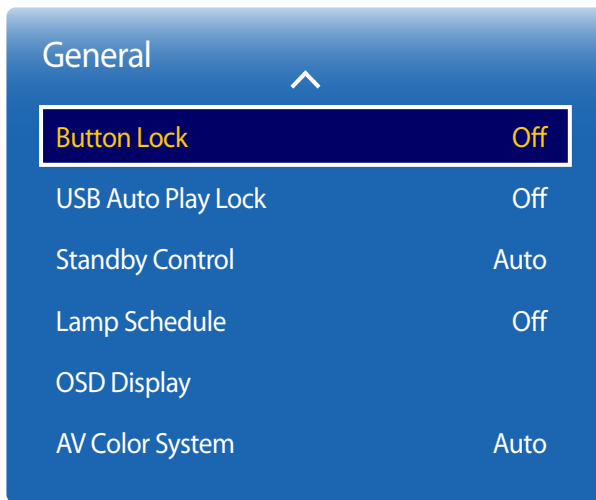 General
Button Lock Off
USB Auto Play Lock Off
Standby Control Auto
Lamp Schedule Off
OSD Display
AV Color System Auto